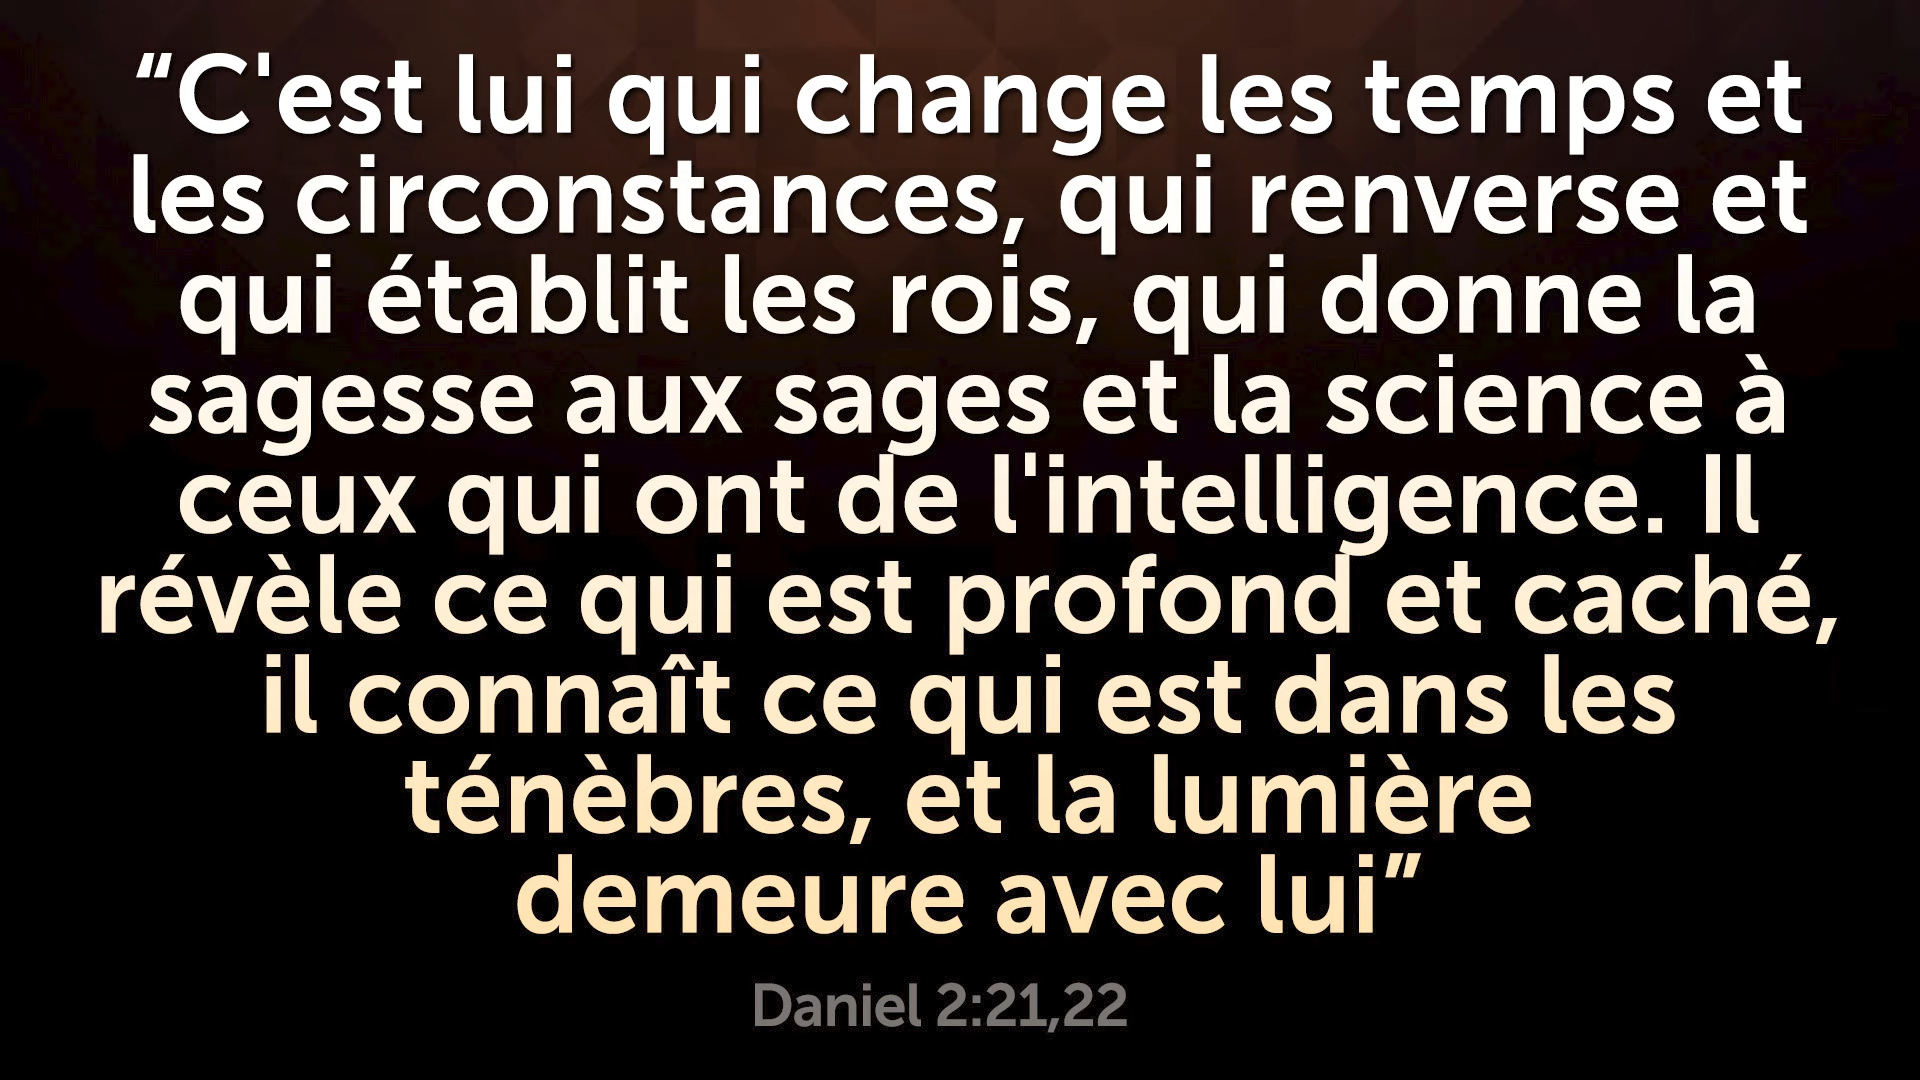 “C'est lui qui change les temps et
les circonstances, qui renverse et
qui établit les rois, qui donne la
sagesse aux sages et la science à
ceux qui ont de l'intelligence. Il
révèle ce qui est profond et caché,
il connaît ce qui est dans les
ténèbres, et la lumière
demeure avec lui”
Daniel 2:21,22